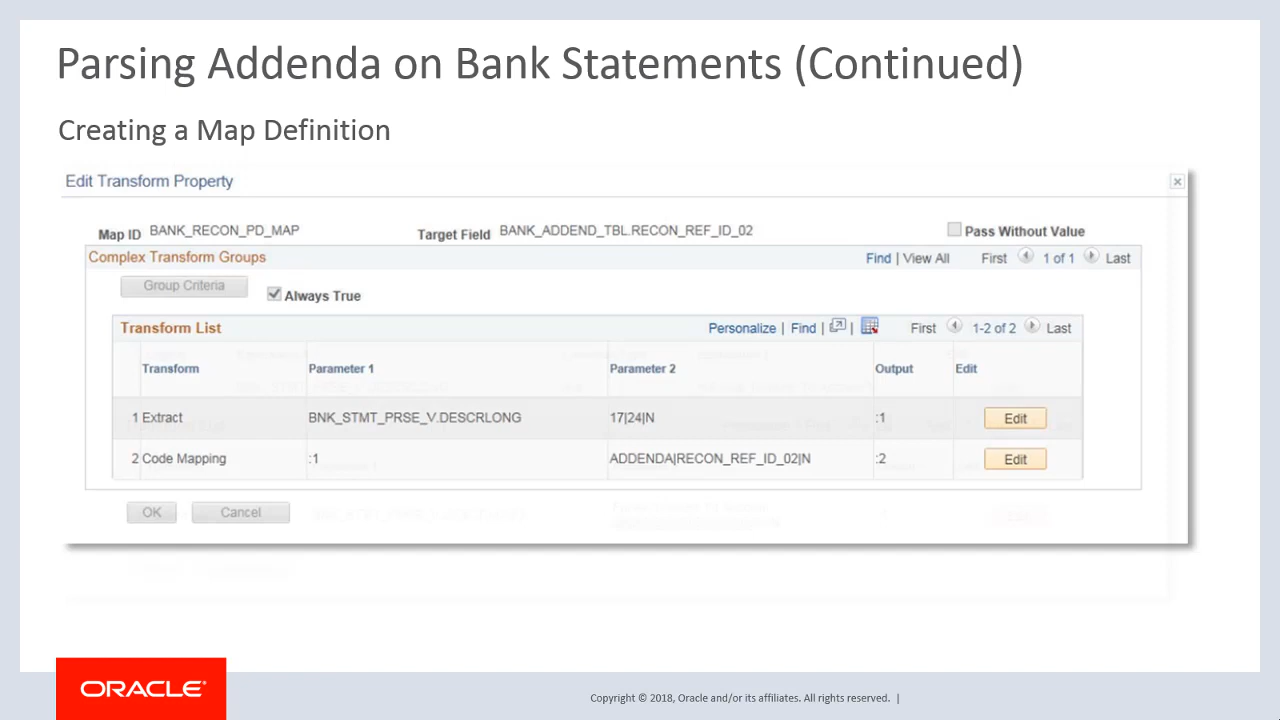 Parsing Addenda on Bank Statements (Continued)
Creating a Map Definition
Edit Transform Property
Map ID BANK_RECON_PD_MAP Target Field BANK_ADDEND_TBL.RECON_REF_ID_02 Pass Without Value
Complex Transform Groups Find | View All First 1 of 1 Last
Group Criteria Always True
Transform List Personalize | Find | | First 1-2 of 2 Last
Transform Parameter 1 Parameter 2 Output Edit
1 Extract BNK_STMT_PRSE_V.DESCRLONG 17|24|N :1 Edit
2 Code Mapping :1 ADDENDA|RECON_REF_ID_02|N :2 Edit
OK Cancel
ORACLE®
Copyright © 2018, Oracle and/or its affiliates. All rights reserved. |